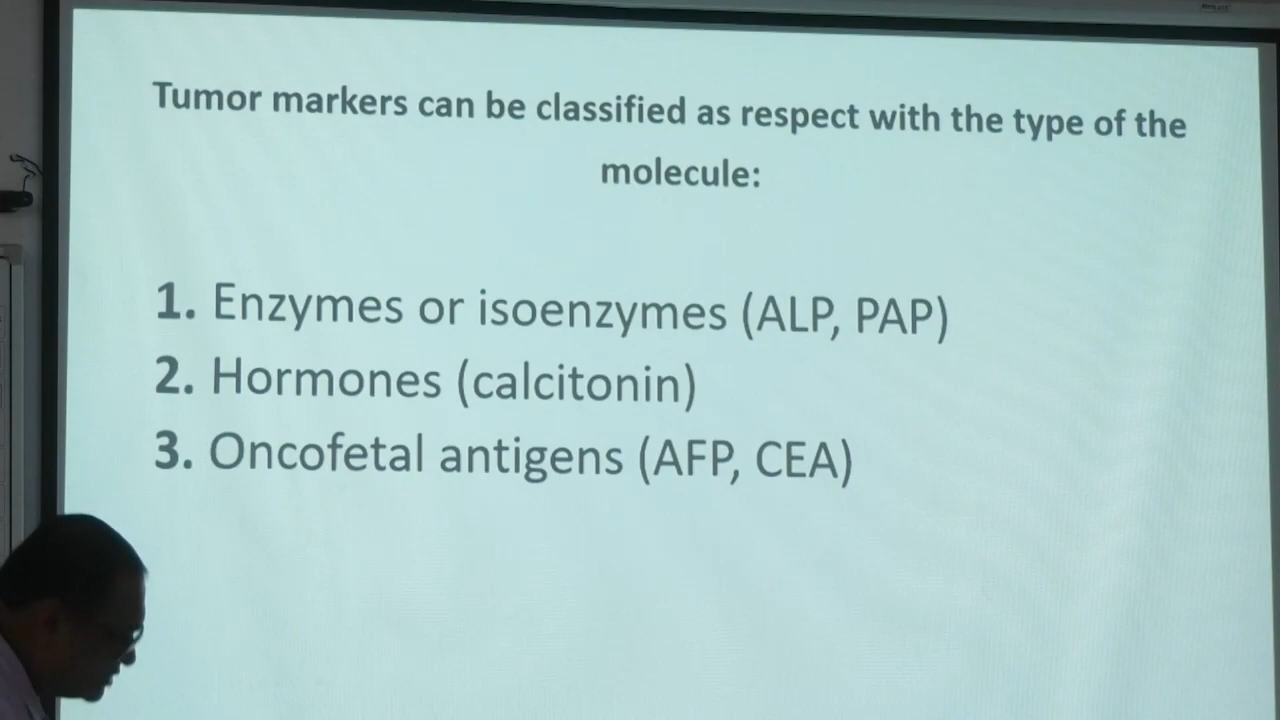 Tumor markers can be classified as respect with the type of the
molecule:
1. Enzymes or isoenzymes (ALP, PAP)
2. Hormones (calcitonin)
3. Oncofetal antigens (AFP, CEA)